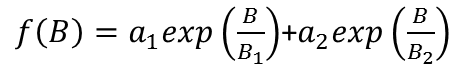 f(B) = a₁exp (B/B₁)+a₂exp (B/B₂)